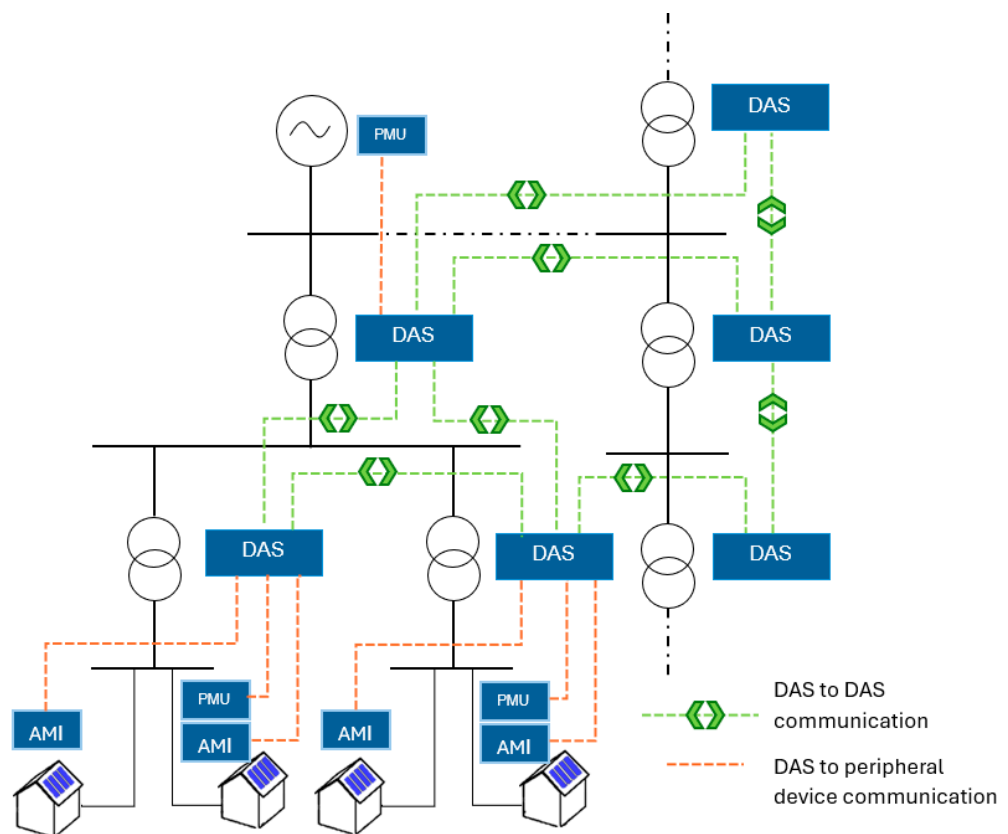 DAS
PMU
DAS
DAS
DAS
DAS
DAS
PMU
PMU
AMI
AMI
AMI
AMI
DAS to DAS
communication
DAS to peripheral
device communication